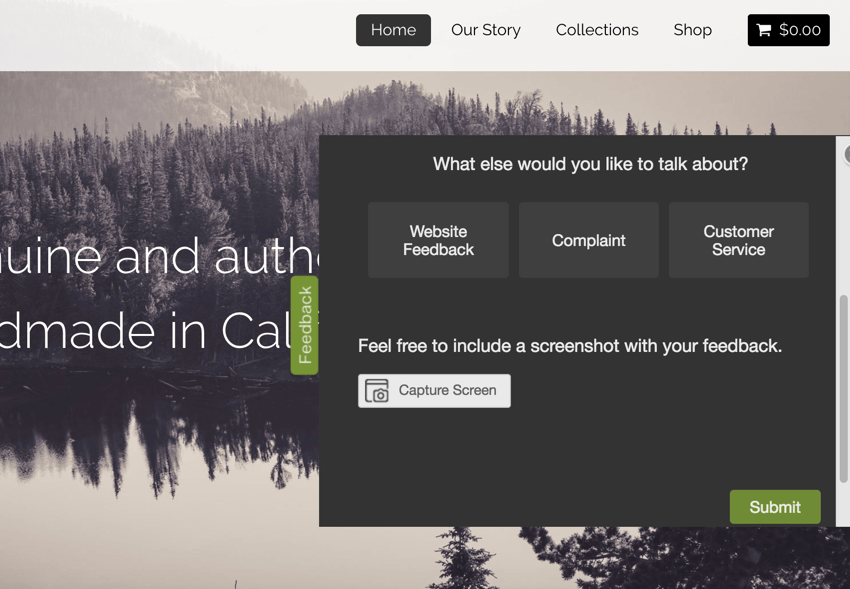 Home
Our Story
Collections
Shop
$0.00
What else would you like to talk about?
Website
Feedback
Complaint
Customer
Service
uine and auth
dmade in Cal
Feedback
Feel free to include a screenshot with your feedback.
Capture Screen
Submit